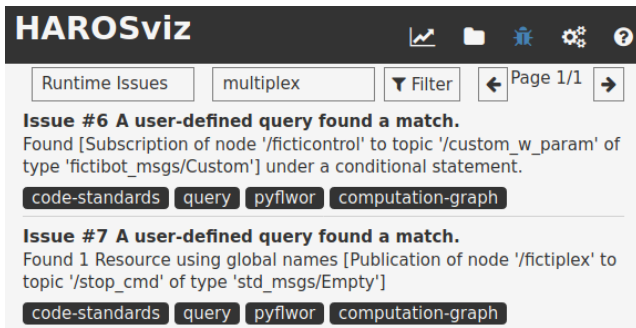 HAROSviz
Runtime Issues multiplex Filter Page 1/1
Issue #6 A user-defined query found a match.
Found [Subscription of node '/ficticontrol' to topic '/custom_w_param' of
type 'fictibot_msgs/Custom'] under a conditional statement.
code-standards query pyflwor computation-graph
Issue #7 A user-defined query found a match.
Found 1 Resource using global names [Publication of node '/fictiplex' to
topic '/stop_cmd' of type 'std_msgs/Empty']
code-standards query pyflwor computation-graph